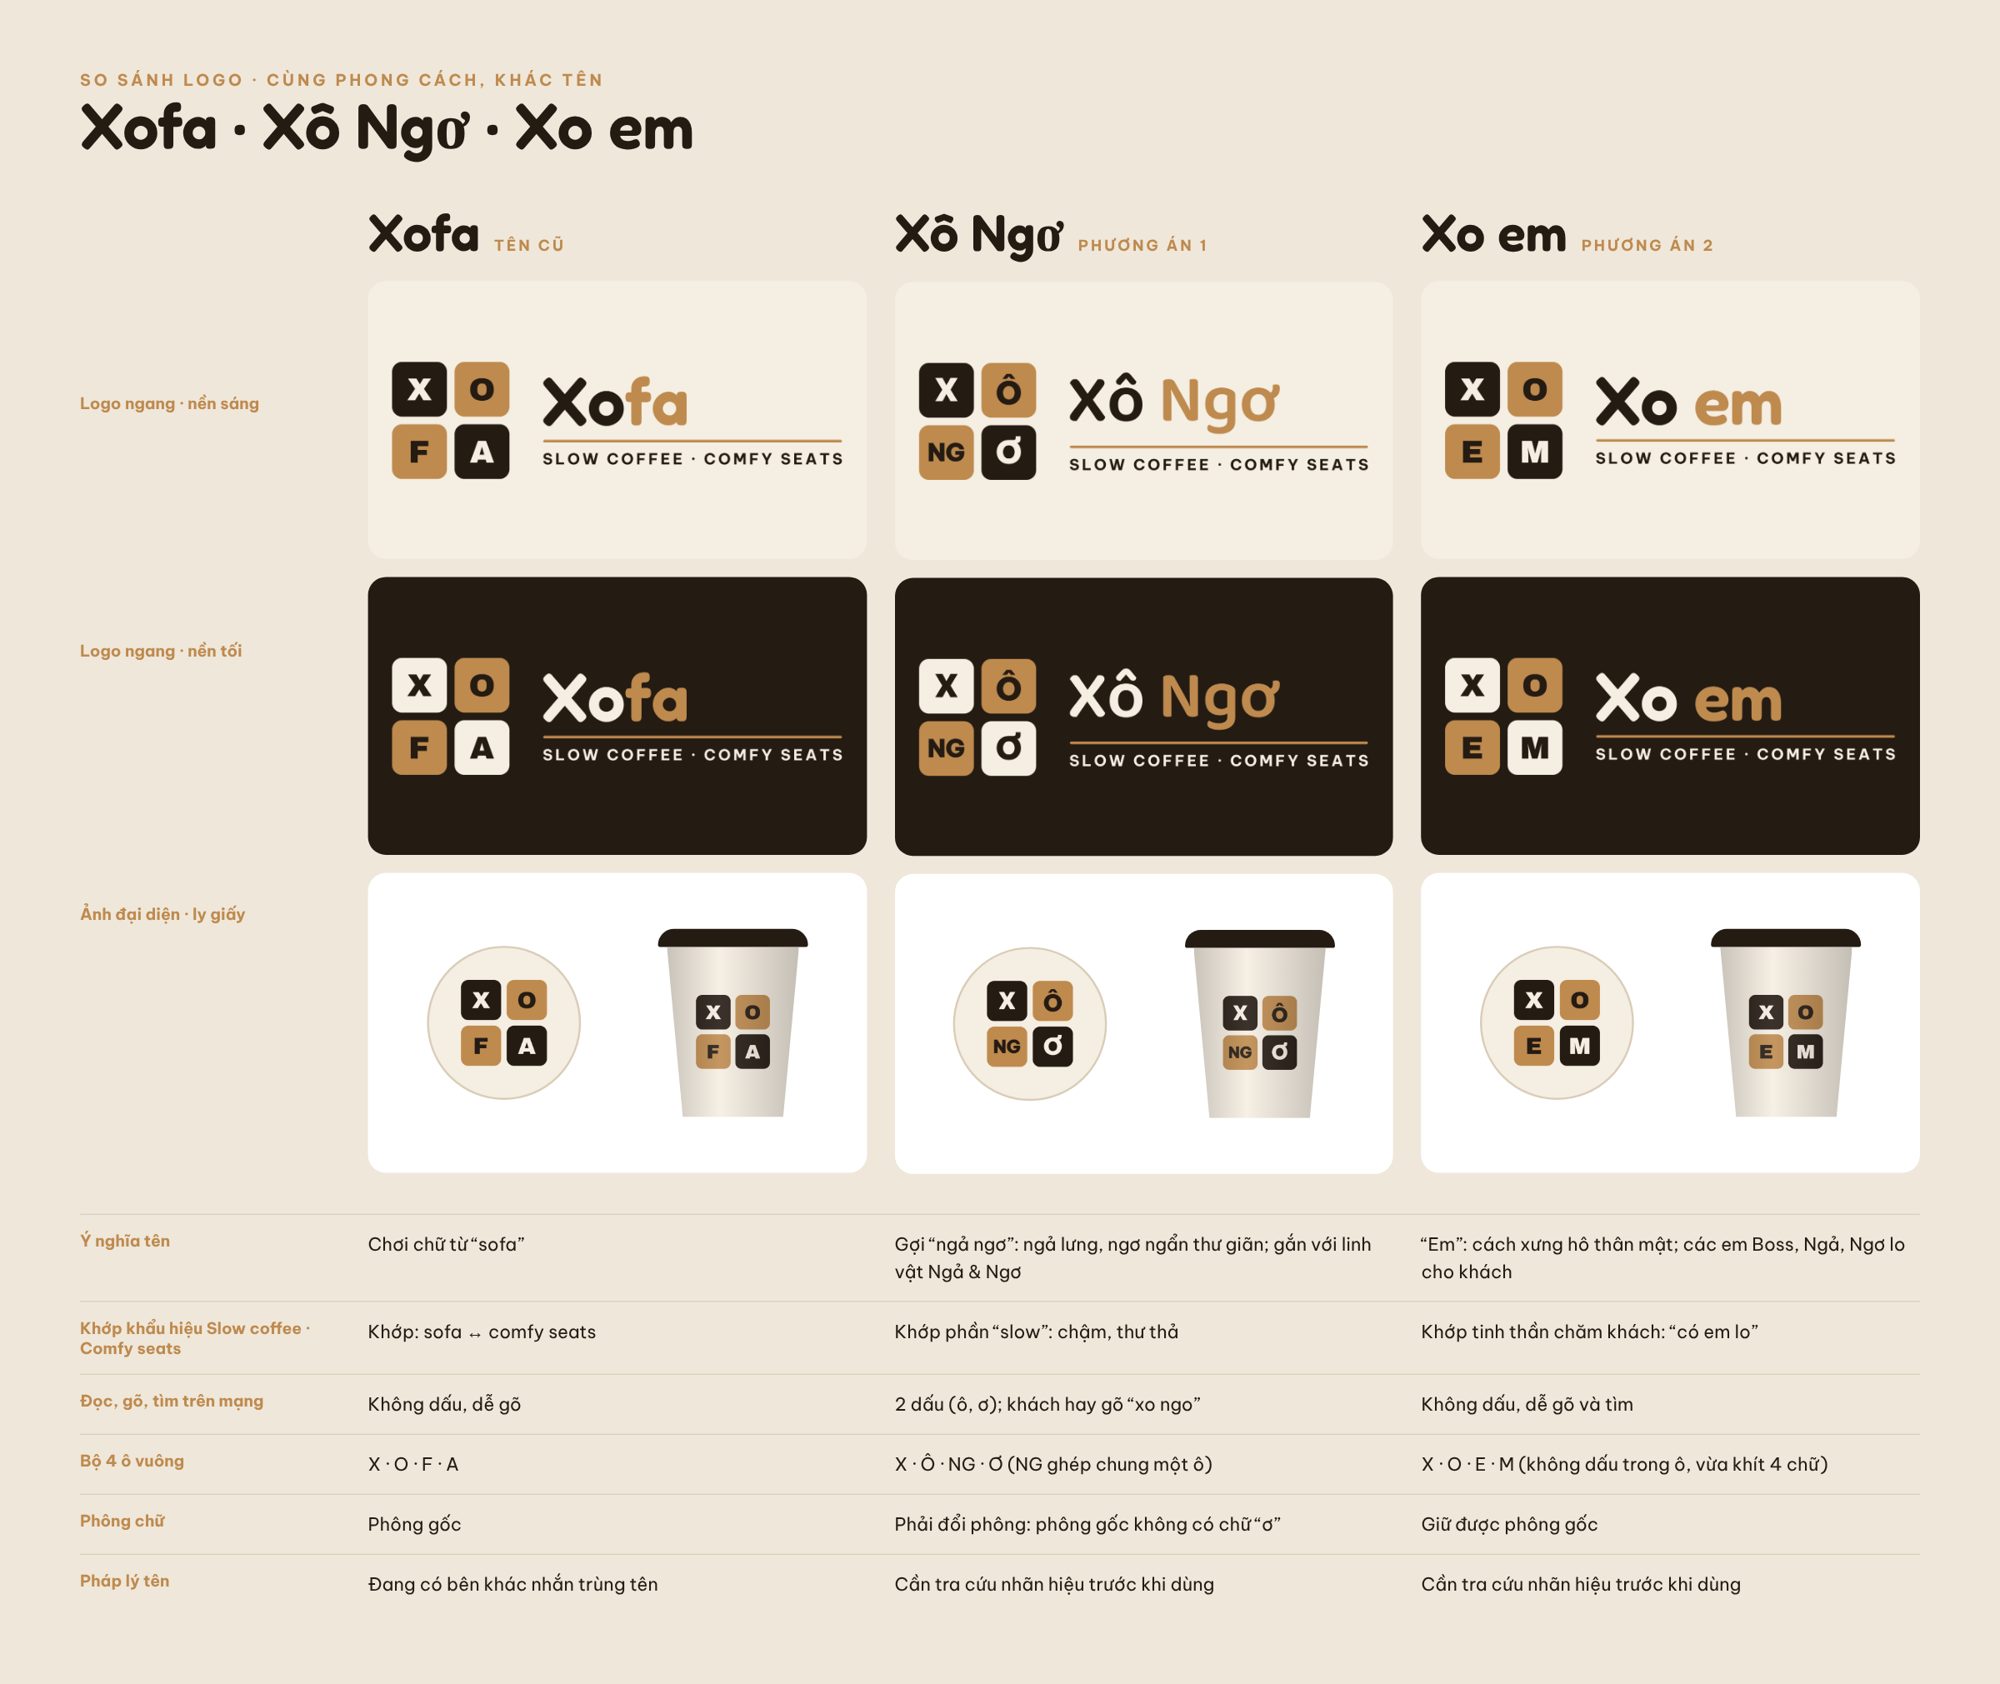 SO SÁNH LOGO · CÙNG PHONG CÁCH, KHÁC TÊN
Xofa · Xô Ngơ · Xo em
Xofa TÊN CŨ
Xô Ngơ PHƯƠNG ÁN 1
Xo em PHƯƠNG ÁN 2
Logo ngang · nền sáng
X O
F A
Xofa
SLOW COFFEE · COMFY SEATS
X Ô
NG Ơ
Xô Ngơ
SLOW COFFEE · COMFY SEATS
X O
E M
Xo em
SLOW COFFEE · COMFY SEATS
Logo ngang · nền tối
X O
F A
Xofa
SLOW COFFEE · COMFY SEATS
X Ô
NG Ơ
Xô Ngơ
SLOW COFFEE · COMFY SEATS
X O
E M
Xo em
SLOW COFFEE · COMFY SEATS
Ảnh đại diện · ly giấy
X O
F A
X O
F A
X Ô
NG Ơ
X Ô
NG Ơ
X O
E M
X O
E M
Ý nghĩa tên
Chơi chữ từ “sofa”
Gợi “ngả ngơ”: ngả lưng, ngơ ngẩn thư giãn; gắn với linh
vật Ngả & Ngơ
“Em”: cách xưng hô thân mật; các em Boss, Ngả, Ngơ lo
cho khách
Khớp khẩu hiệu Slow coffee ·
Comfy seats
Khớp: sofa ↔ comfy seats
Khớp phần “slow”: chậm, thư thả
Khớp tinh thần chăm khách: “có em lo”
Đọc, gõ, tìm trên mạng
Không dấu, dễ gõ
2 dấu (ô, ơ); khách hay gõ “xo ngo”
Không dấu, dễ gõ và tìm
Bộ 4 ô vuông
X · O · F · A
X · Ô · NG · Ơ (NG ghép chung một ô)
X · O · E · M (không dấu trong ô, vừa khít 4 chữ)
Phông chữ
Phông gốc
Phải đổi phông: phông gốc không có chữ “ơ”
Giữ được phông gốc
Pháp lý tên
Đang có bên khác nhắn trùng tên
Cần tra cứu nhãn hiệu trước khi dùng
Cần tra cứu nhãn hiệu trước khi dùng